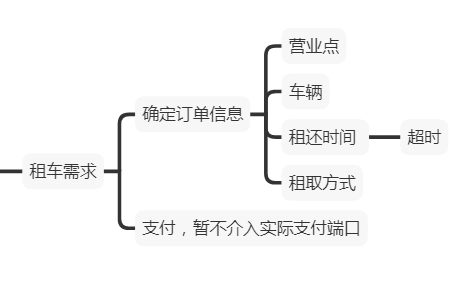 营业点
车辆
确定订单信息
租还时间
超时
租车需求
租取方式
支付，暂不介入实际支付端口